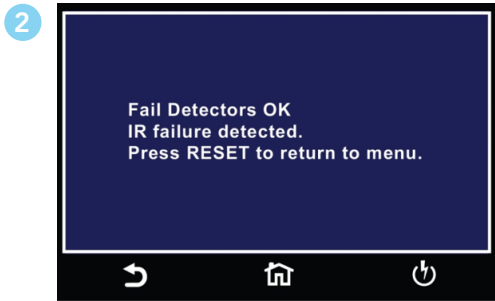 2
Fail Detectors OK
IR failure detected.
Press RESET to return to menu.